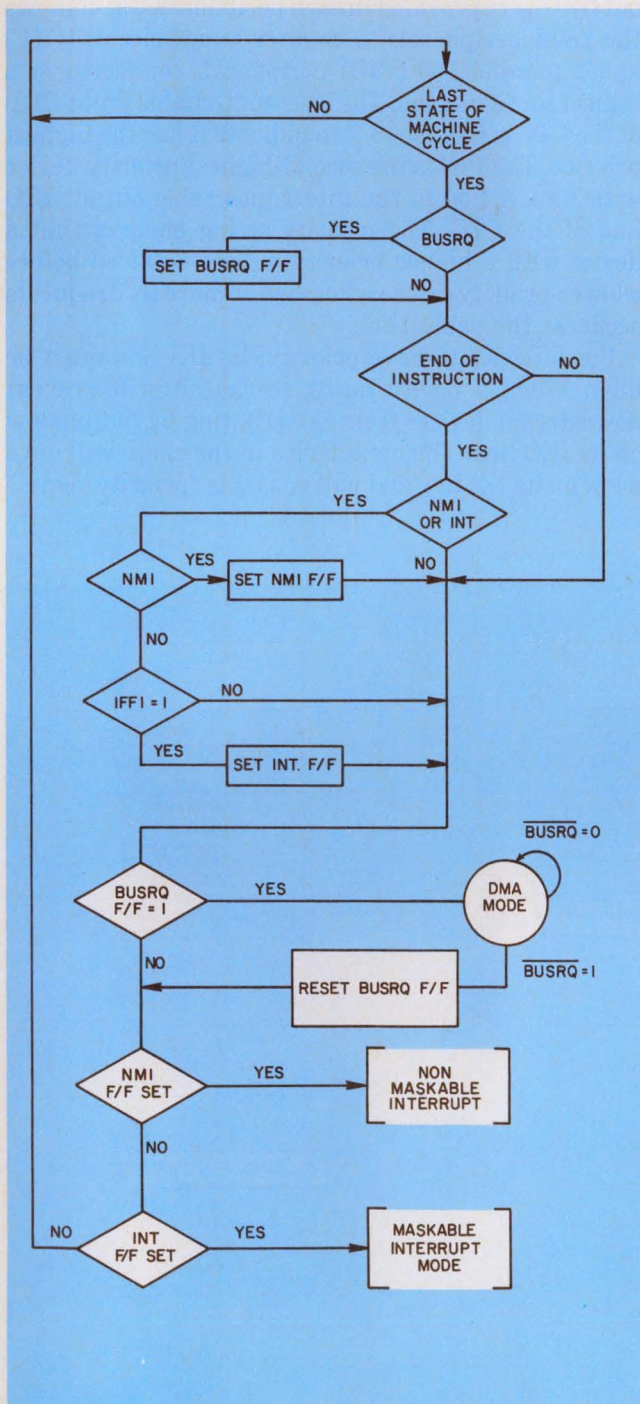 LAST
STATE OF
MACHINE
CYCLE
NO
YES
YES
BUSRQ
SET BUSRQ F/F
NO
END OF
INSTRUCTION
NO
YES
YES
NMI
OR INT
NO
NMI
YES
SET NMI F/F
NO
IFF1=1
NO
YES
SET INT. F/F
BUSRQ
F/F=1
YES
DMA
MODE
BUSRQ=0
NO
RESET BUSRQ F/F
BUSRQ=1
NMI
F/F SET
YES
NON
MASKABLE
INTERRUPT
NO
NO
INT
F/F SET
YES
MASKABLE
INTERRUPT
MODE